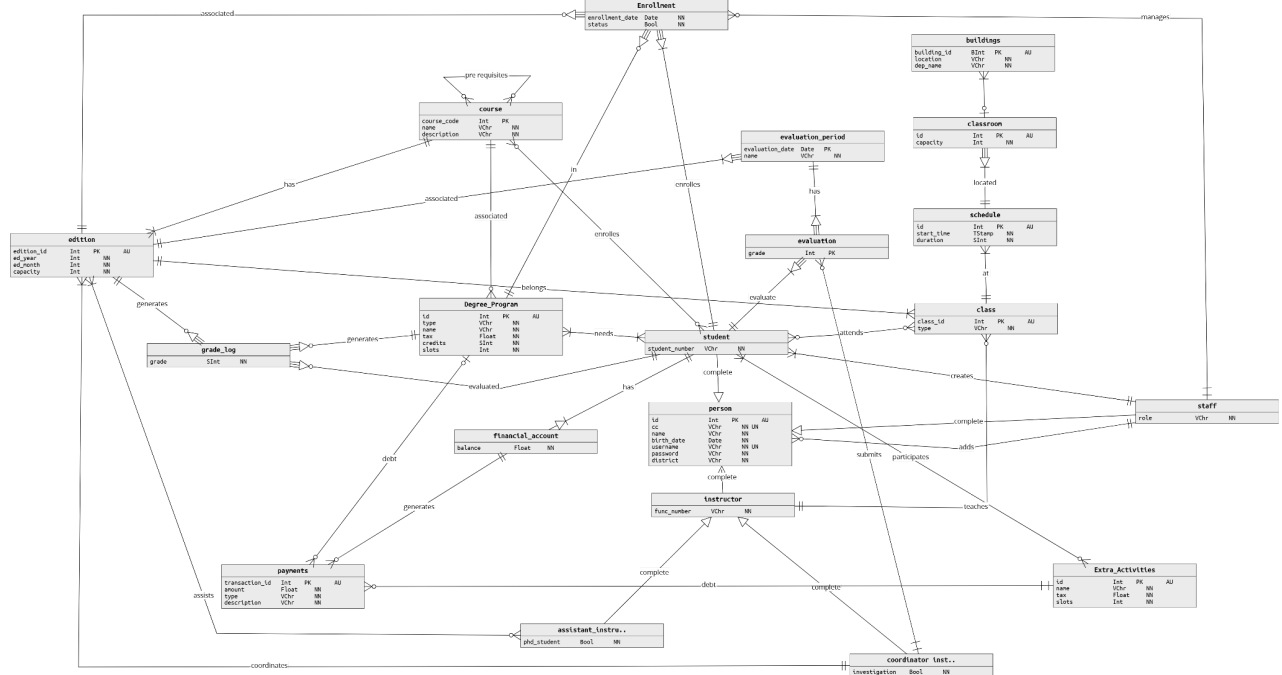 Enrollment
enrollment_date Date NN
status Bool NN
associated
manages
buildings
building_id BInt PK AU
location VChr NN
dep_name VChr NN
pre requisites
course
course_code Int PK
name VChr NN
description VChr NN
classroom
id Int PK AU
capacity Int NN
evaluation_period
evaluation_date Date PK
name VChr NN
in
enrolles
has
associated
has
located
associated
schedule
id Int PK AU
start_time TStamp NN
duration SInt NN
enrolles
edition
edition_id Int PK AU
ed_year Int NN
ed_month Int NN
capacity Int NN
evaluation
grade Int PK
at
belongs
generates
evaluate
Degree_Program
id Int PK AU
type VChr NN
name VChr NN
tax Float NN
credits SInt NN
slots Int NN
class
class_id Int PK AU
type VChr NN
generates
needs
attends
student
student_number VChr NN
grade_log
grade SInt NN
complete
creates
evaluated
has
person
id Int PK AU
cc VChr NN UN
name VChr NN
birth_date Date NN
username VChr NN UN
password VChr NN
district VChr NN
staff
role VChr NN
complete
adds
financial_account
balance Float NN
debt
submits
participates
complete
generates
instructor
func_number VChr NN
teaches
payments
transaction_id Int PK AU
amount Float NN
type VChr NN
description VChr NN
complete
debt
complete
Extra_Activities
id Int PK AU
name VChr NN
tax Float NN
slots Int NN
assists
assistant_instru..
phd_student Bool NN
coordinates
coordinator inst..
investigation Bool NN